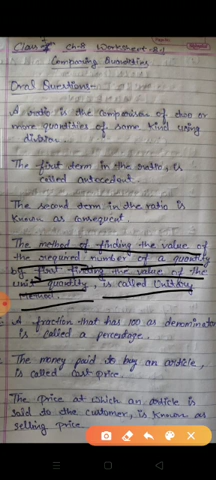 Class 7 Ch-8 Worksheet-8.1
Comparing Quantities
Oral Questions-
A ratio is the comparison of two or
more quantities of same kind using
division.
The first term in the ratio, is
called antecedent.
The second term in the ratio is
known as consequent.
The method of finding the value of
the required number of a quantity
by first finding the value of the
unit quantity, is called Unitary
method.
A fraction that has 100 as denominator
is called a percentage.
The money paid to buy an article,
is called cost price.
The price at which an article is
sold to the customer, is known as
selling price.